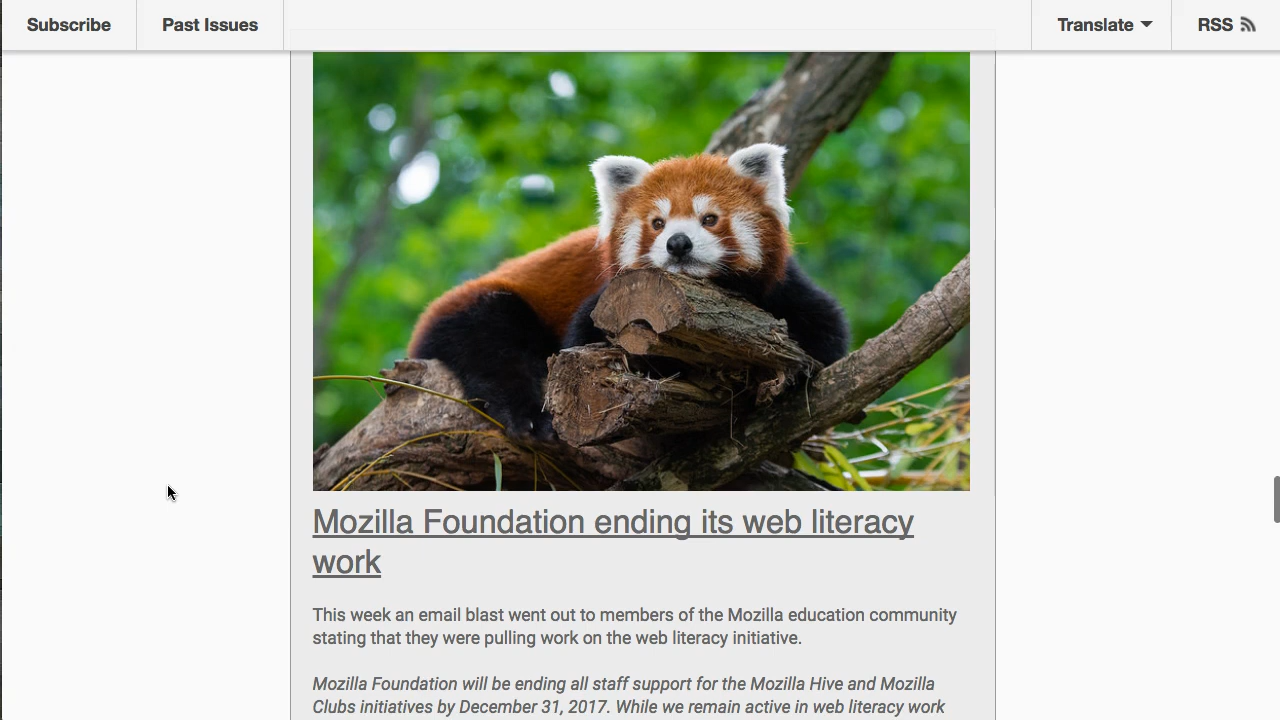 Subscribe
Past Issues
Translate
RSS
Mozilla Foundation ending its web literacy
work
This week an email blast went out to members of the Mozilla education community
stating that they were pulling work on the web literacy initiative.
Mozilla Foundation will be ending all staff support for the Mozilla Hive and Mozilla
Clubs initiatives by December 31, 2017. While we remain active in web literacy work